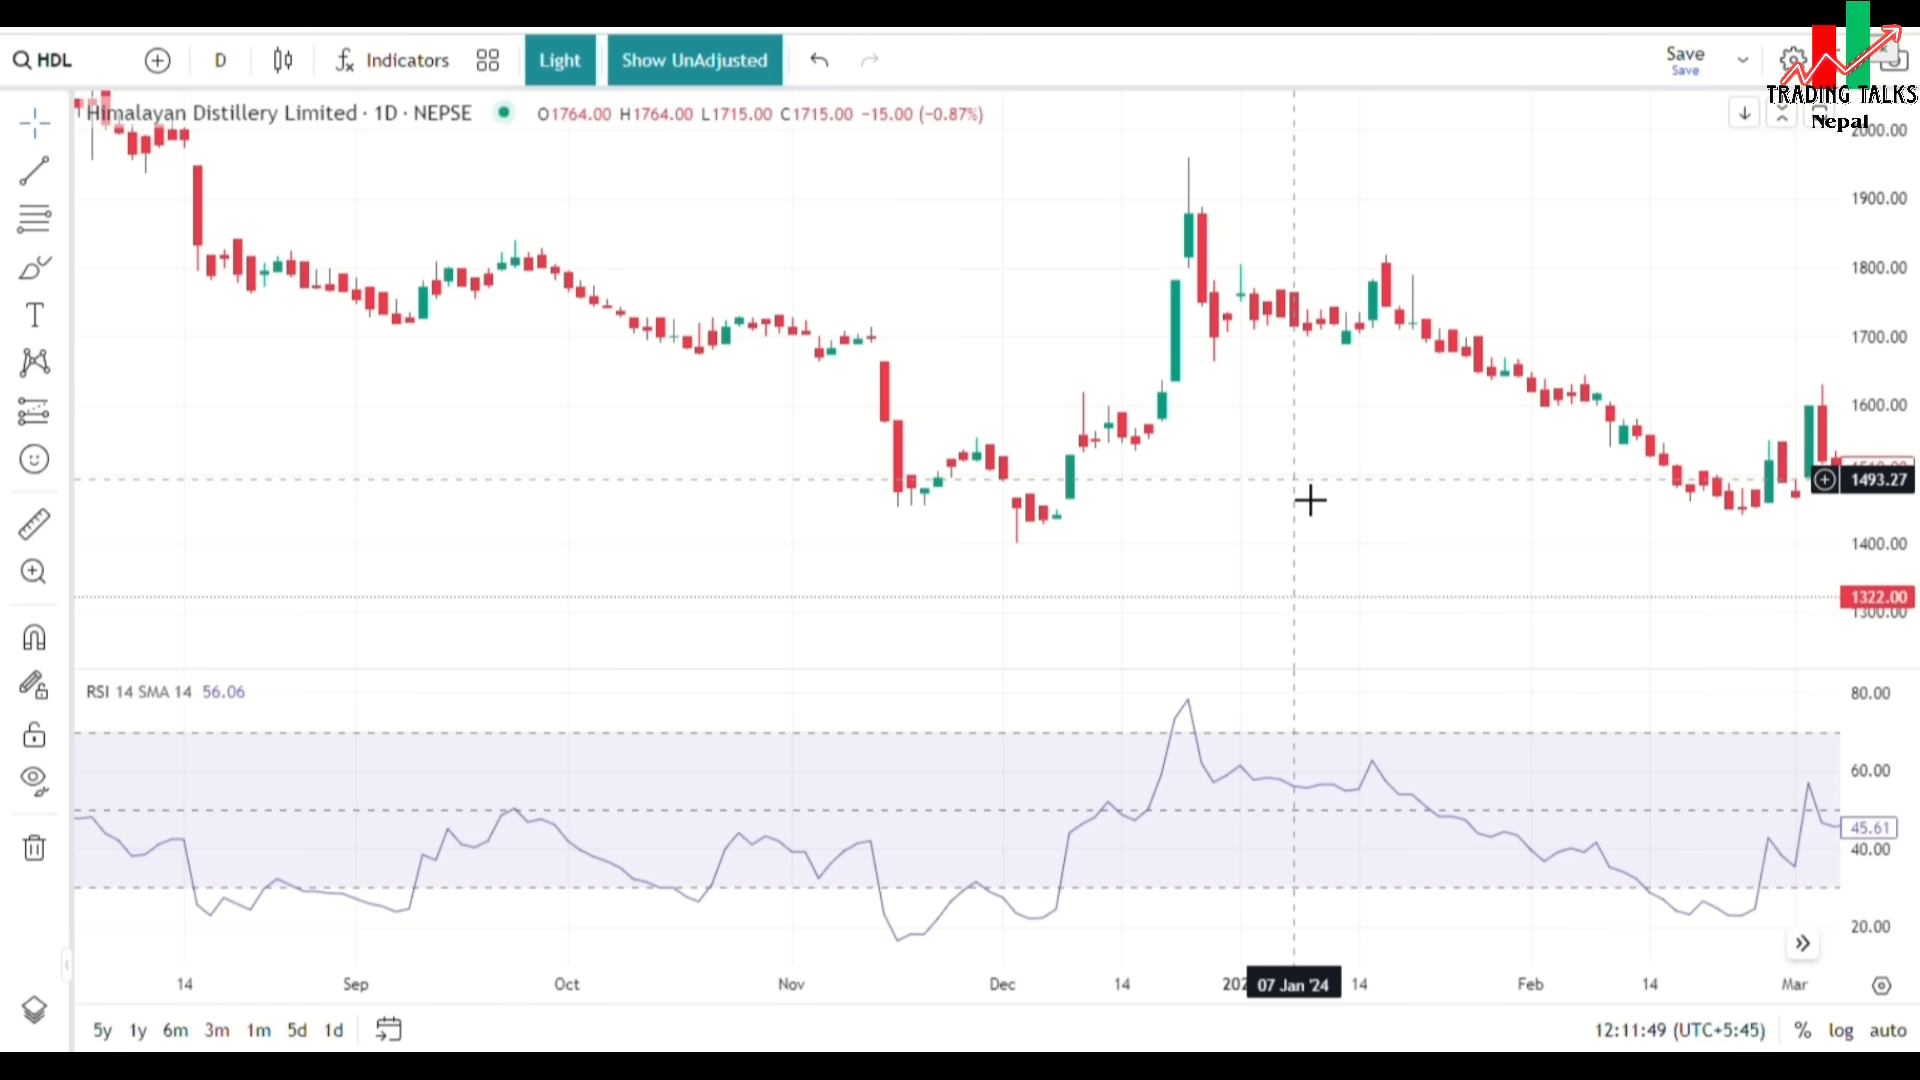 HDL
D
Indicators
Light
Show UnAdjusted
Save
Save
TRADING TALKS
Nepal
Himalayan Distillery Limited · 1D · NEPSE
O1764.00 H1764.00 L1715.00 C1715.00 −15.00 (−0.87%)
2000.00
1900.00
1800.00
1700.00
1600.00
1493.27
1400.00
1322.00
1300.00
RSI 14 SMA 14 56.06
80.00
60.00
45.61
40.00
20.00
14
Sep
Oct
Nov
Dec
14
202
07 Jan '24
14
Feb
14
Mar
5y 1y 6m 3m 1m 5d 1d
12:11:49 (UTC+5:45)
% log auto